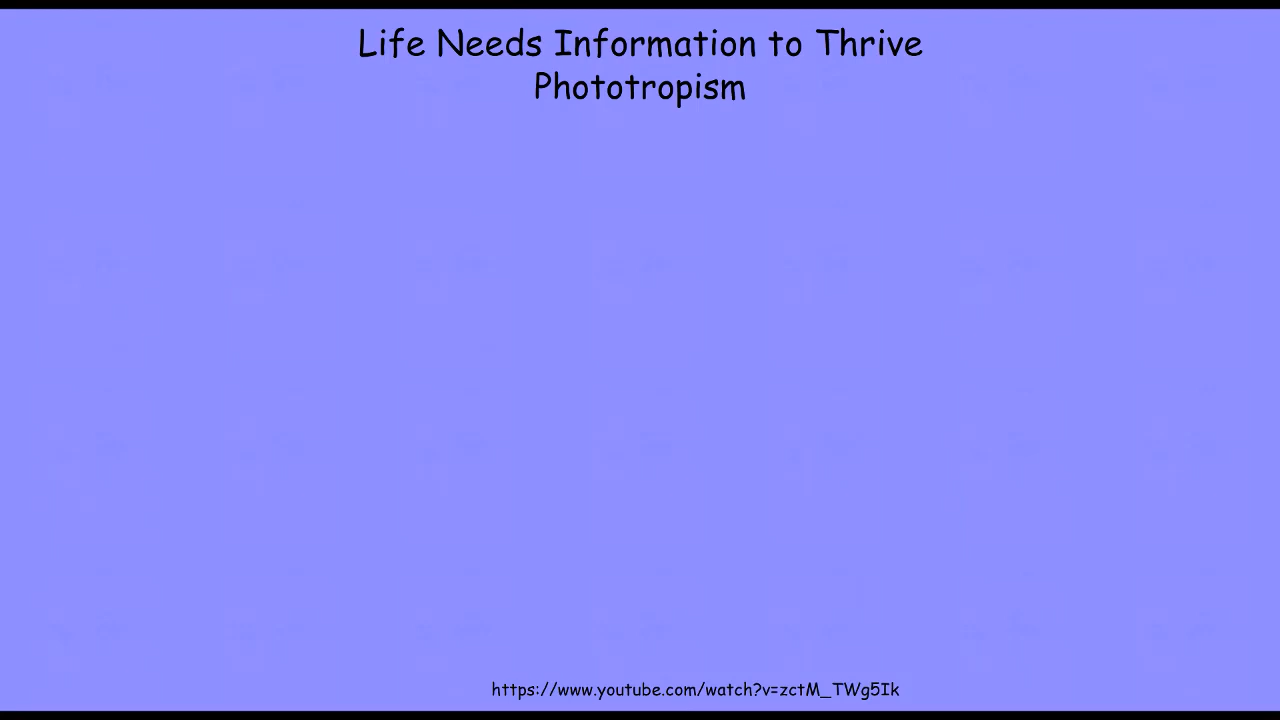 Life Needs Information to Thrive
Phototropism
https://www.youtube.com/watch?v=zctM_TWg5Ik